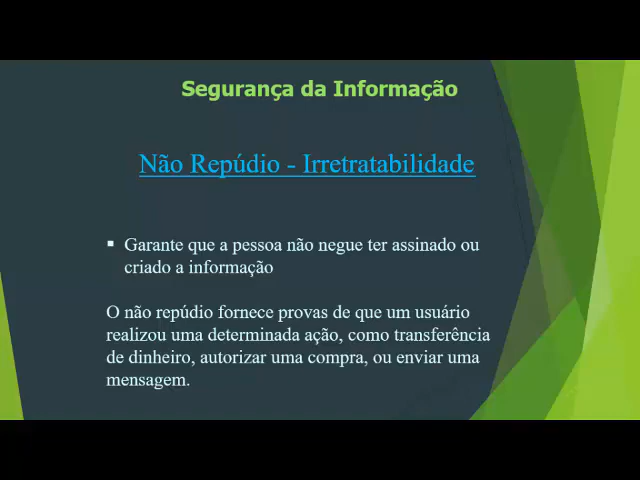 Segurança da Informação
Não Repúdio - Irretratabilidade
▪ Garante que a pessoa não negue ter assinado ou
criado a informação
O não repúdio fornece provas de que um usuário
realizou uma determinada ação, como transferência
de dinheiro, autorizar uma compra, ou enviar uma
mensagem.